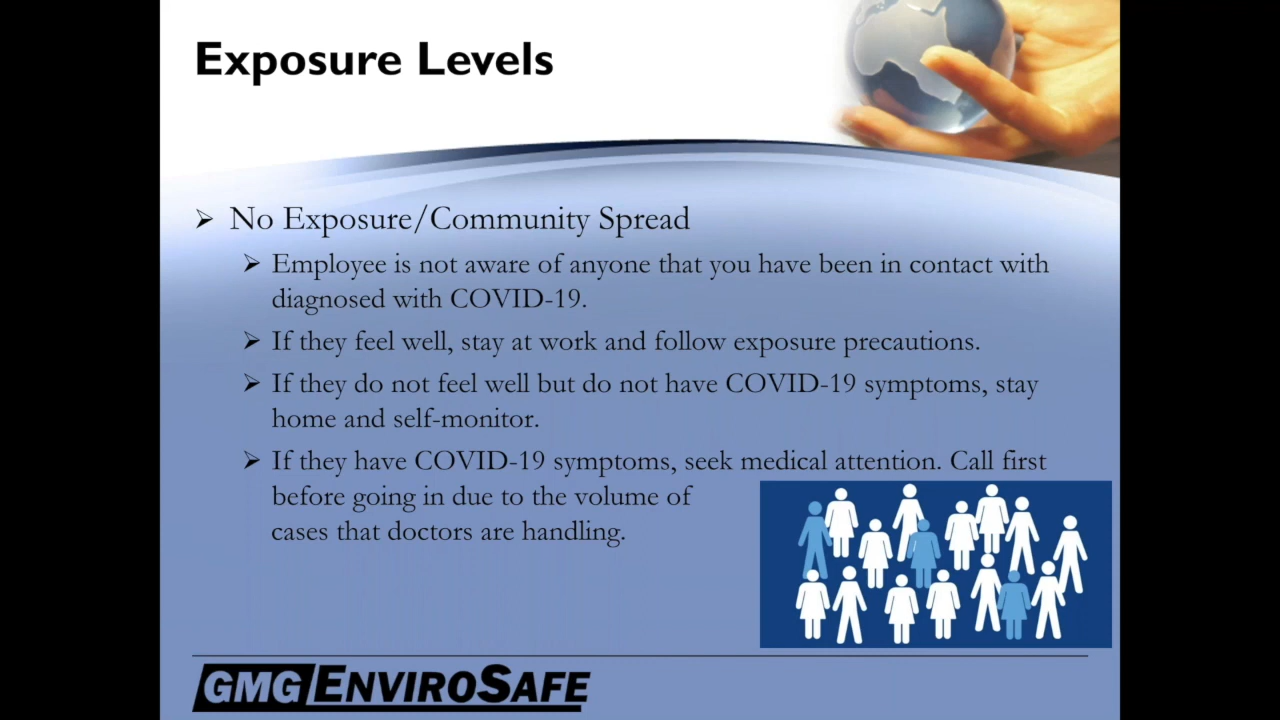 Exposure Levels
No Exposure/Community Spread
Employee is not aware of anyone that you have been in contact with
diagnosed with COVID-19.
If they feel well, stay at work and follow exposure precautions.
If they do not feel well but do not have COVID-19 symptoms, stay
home and self-monitor.
If they have COVID-19 symptoms, seek medical attention. Call first
before going in due to the volume of
cases that doctors are handling.
GMG ENVIROSAFE